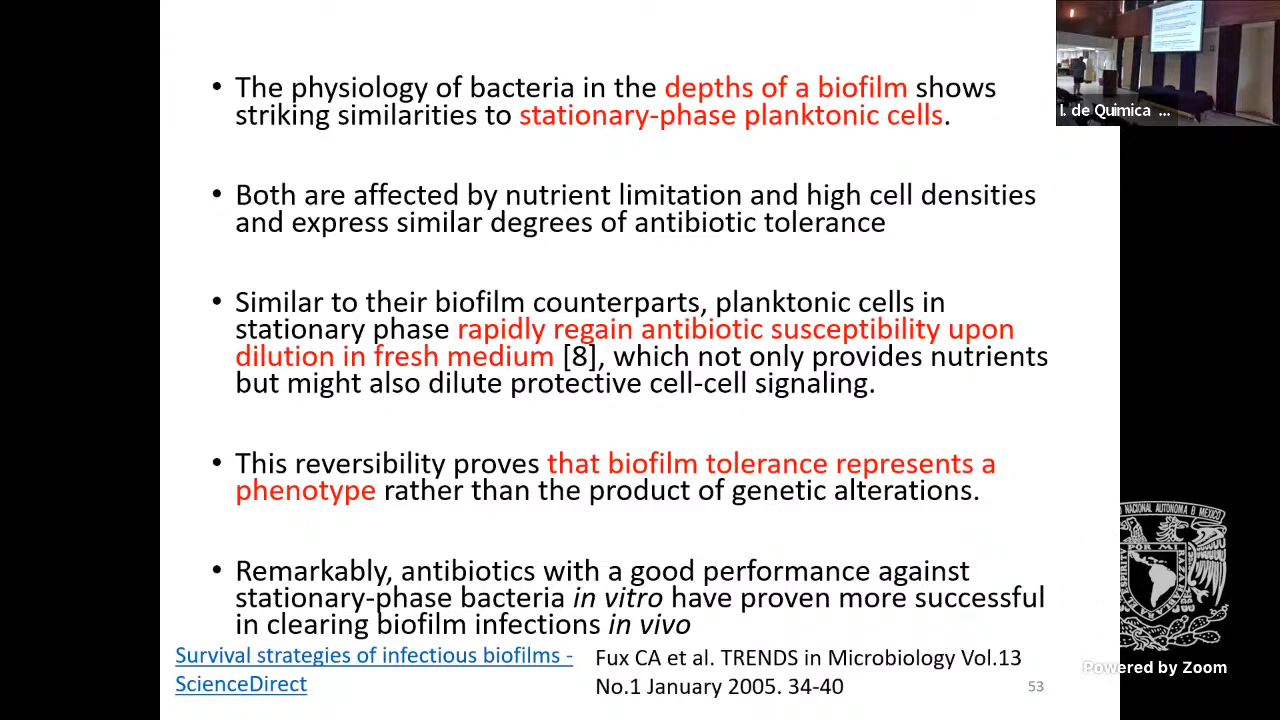 • The physiology of bacteria in the depths of a biofilm shows
striking similarities to stationary-phase planktonic cells.
• Both are affected by nutrient limitation and high cell densities
and express similar degrees of antibiotic tolerance
• Similar to their biofilm counterparts, planktonic cells in
stationary phase rapidly regain antibiotic susceptibility upon
dilution in fresh medium [8], which not only provides nutrients
but might also dilute protective cell-cell signaling.
• This reversibility proves that biofilm tolerance represents a
phenotype rather than the product of genetic alterations.
• Remarkably, antibiotics with a good performance against
stationary-phase bacteria in vitro have proven more successful
in clearing biofilm infections in vivo
Survival strategies of infectious biofilms -
ScienceDirect
Fux CA et al. TRENDS in Microbiology Vol.13
No.1 January 2005. 34-40
53
I. de Quimica ...
NACIONAL AUTONOMA
POR MI
Powered by Zoom